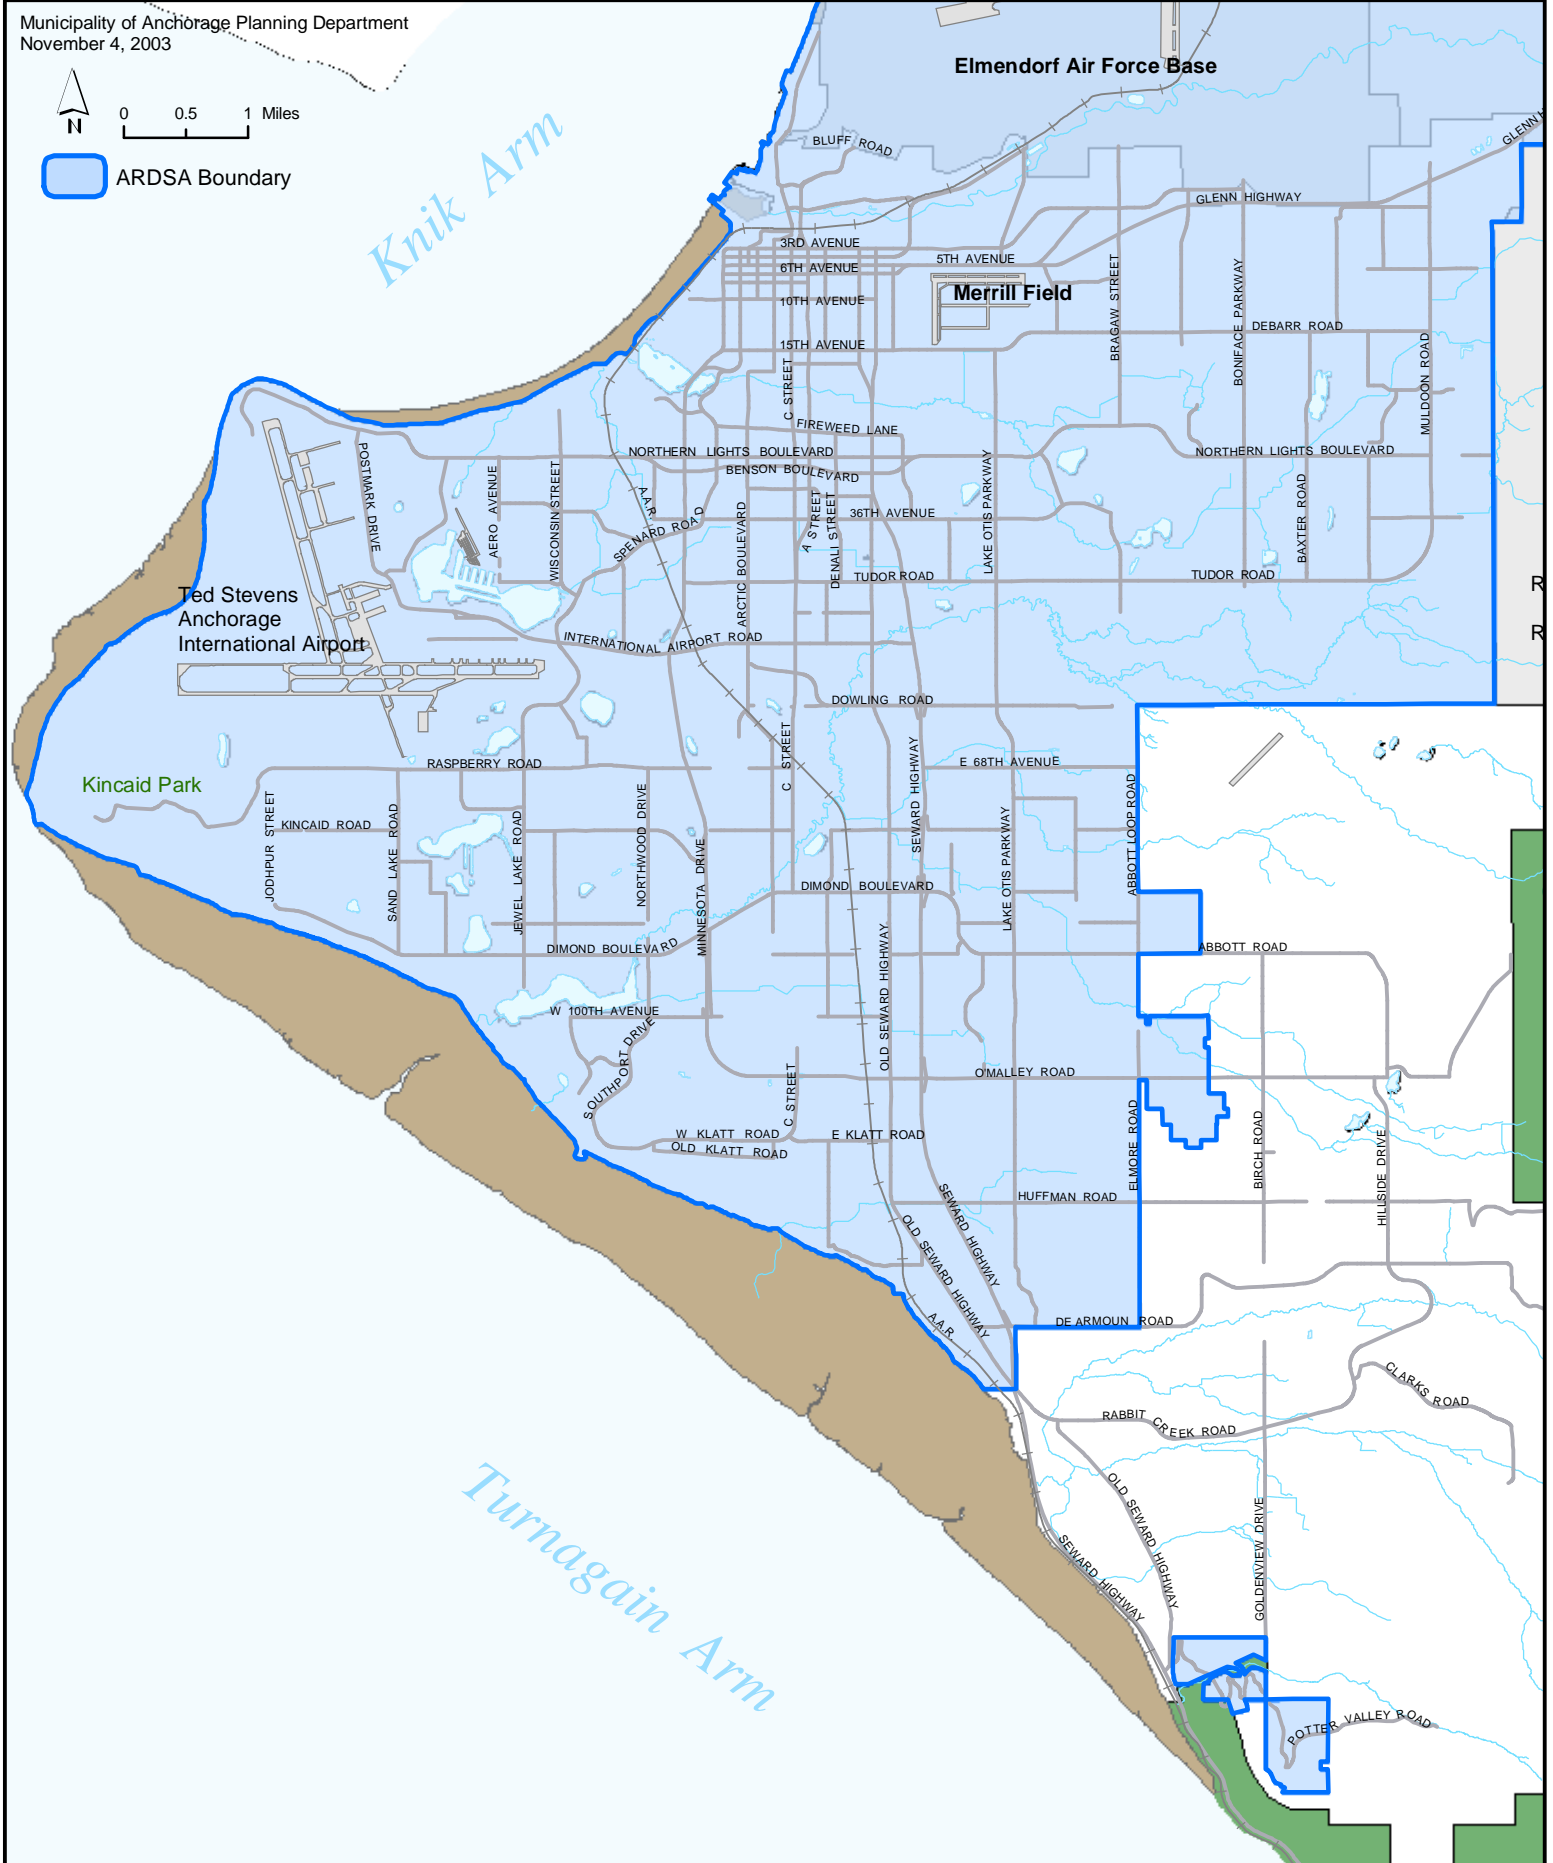 Municipality of Anchorage Planning Department
November 4, 2003
N
0 0.5 1 Miles
ARDSA Boundary
Knik Arm
Elmendorf Air Force Base
BLUFF ROAD
GLENN H
GLENN HIGHWAY
3RD AVENUE
5TH AVENUE
6TH AVENUE
Merrill Field
10TH AVENUE
BRAGAW STREET
BONIFACE PARKWAY
DEBARR ROAD
15TH AVENUE
MULDOON ROAD
C STREET
FIREWEED LANE
NORTHERN LIGHTS BOULEVARD
NORTHERN LIGHTS BOULEVARD
BENSON BOULEVARD
POSTMARK DRIVE
AERO AVENUE
WISCONSIN STREET
A.A.R.
SPENARD ROAD
ARCTIC BOULEVARD
A STREET
DENALI STREET
36TH AVENUE
LAKE OTIS PARKWAY
BAXTER ROAD
TUDOR ROAD
TUDOR ROAD
R
R
Ted Stevens
Anchorage
International Airport
INTERNATIONAL AIRPORT ROAD
DOWLING ROAD
C STREET
SEWARD HIGHWAY
E 68TH AVENUE
RASPBERRY ROAD
Kincaid Park
ABBOTT LOOP ROAD
JODHPUR STREET
KINCAID ROAD
SAND LAKE ROAD
JEWEL LAKE ROAD
NORTHWOOD DRIVE
MINNESOTA DRIVE
LAKE OTIS PARKWAY
DIMOND BOULEVARD
DIMOND BOULEVARD
OLD SEWARD HIGHWAY
ABBOTT ROAD
W 100TH AVENUE
SOUTHPORT DRIVE
C STREET
O'MALLEY ROAD
W KLATT ROAD
E KLATT ROAD
OLD KLATT ROAD
ELMORE ROAD
BIRCH ROAD
HILLSIDE DRIVE
HUFFMAN ROAD
SEWARD HIGHWAY
OLD SEWARD HIGHWAY
A.A.R.
DE ARMOUN ROAD
CLARKS ROAD
RABBIT CREEK ROAD
Turnagain Arm
OLD SEWARD HIGHWAY
GOLDENVIEW DRIVE
SEWARD HIGHWAY
POTTER VALLEY ROAD